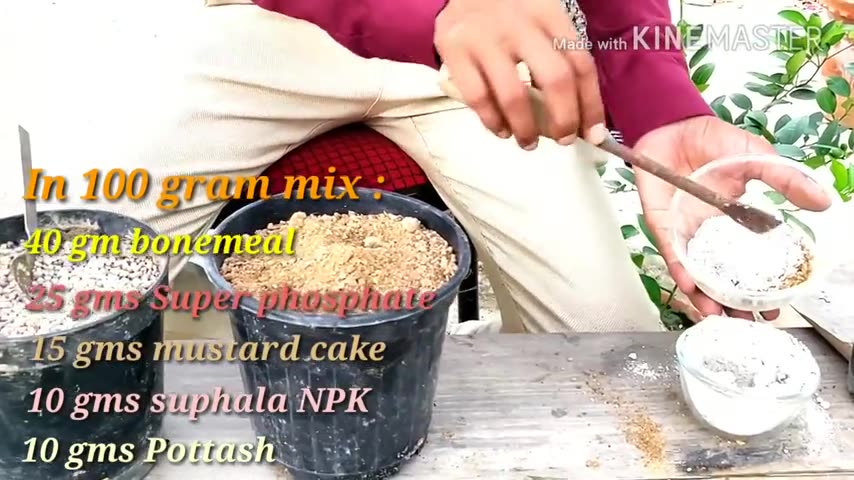 Made with KINEMASTER
In 100 gram mix :
40 gm bonemeal
25 gms Super phosphate
15 gms mustard cake
10 gms suphala NPK
10 gms Pottash